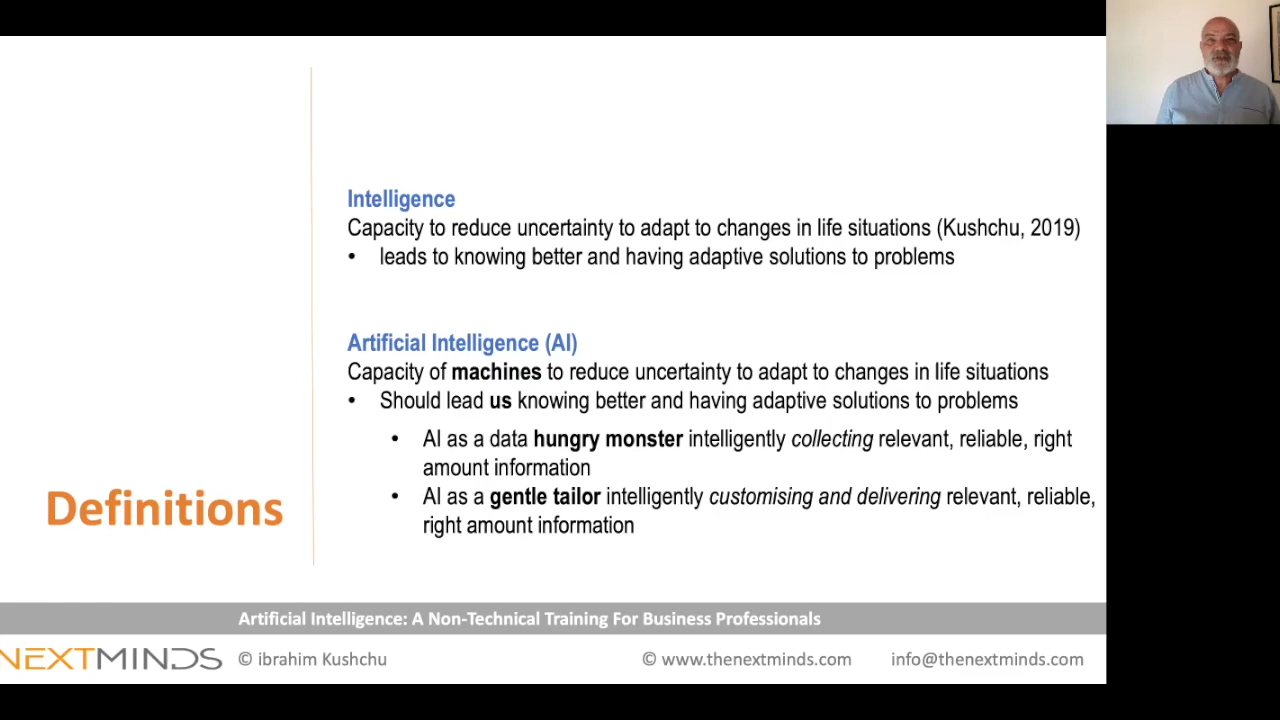 Intelligence
Capacity to reduce uncertainty to adapt to changes in life situations (Kushchu, 2019)
• leads to knowing better and having adaptive solutions to problems
Artificial Intelligence (AI)
Capacity of machines to reduce uncertainty to adapt to changes in life situations
• Should lead us knowing better and having adaptive solutions to problems
• AI as a data hungry monster intelligently collecting relevant, reliable, right
amount information
• AI as a gentle tailor intelligently customising and delivering relevant, reliable,
right amount information
Definitions
Artificial Intelligence: A Non-Technical Training For Business Professionals
NEXTMINDS © ibrahim Kushchu © www.thenextminds.com info@thenextminds.com